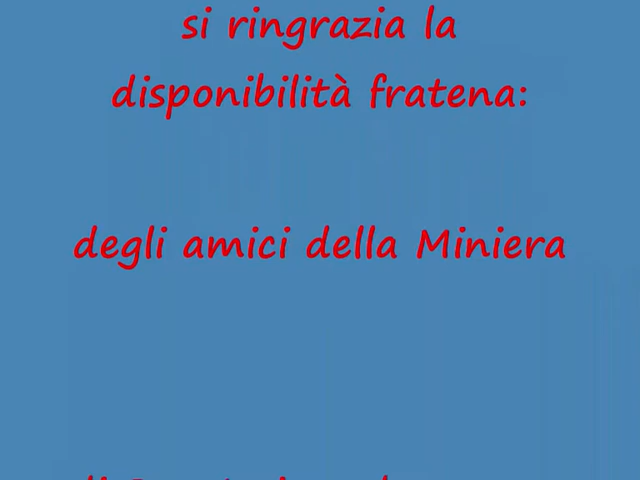 si ringrazia la
disponibilità fratena:
degli amici della Miniera